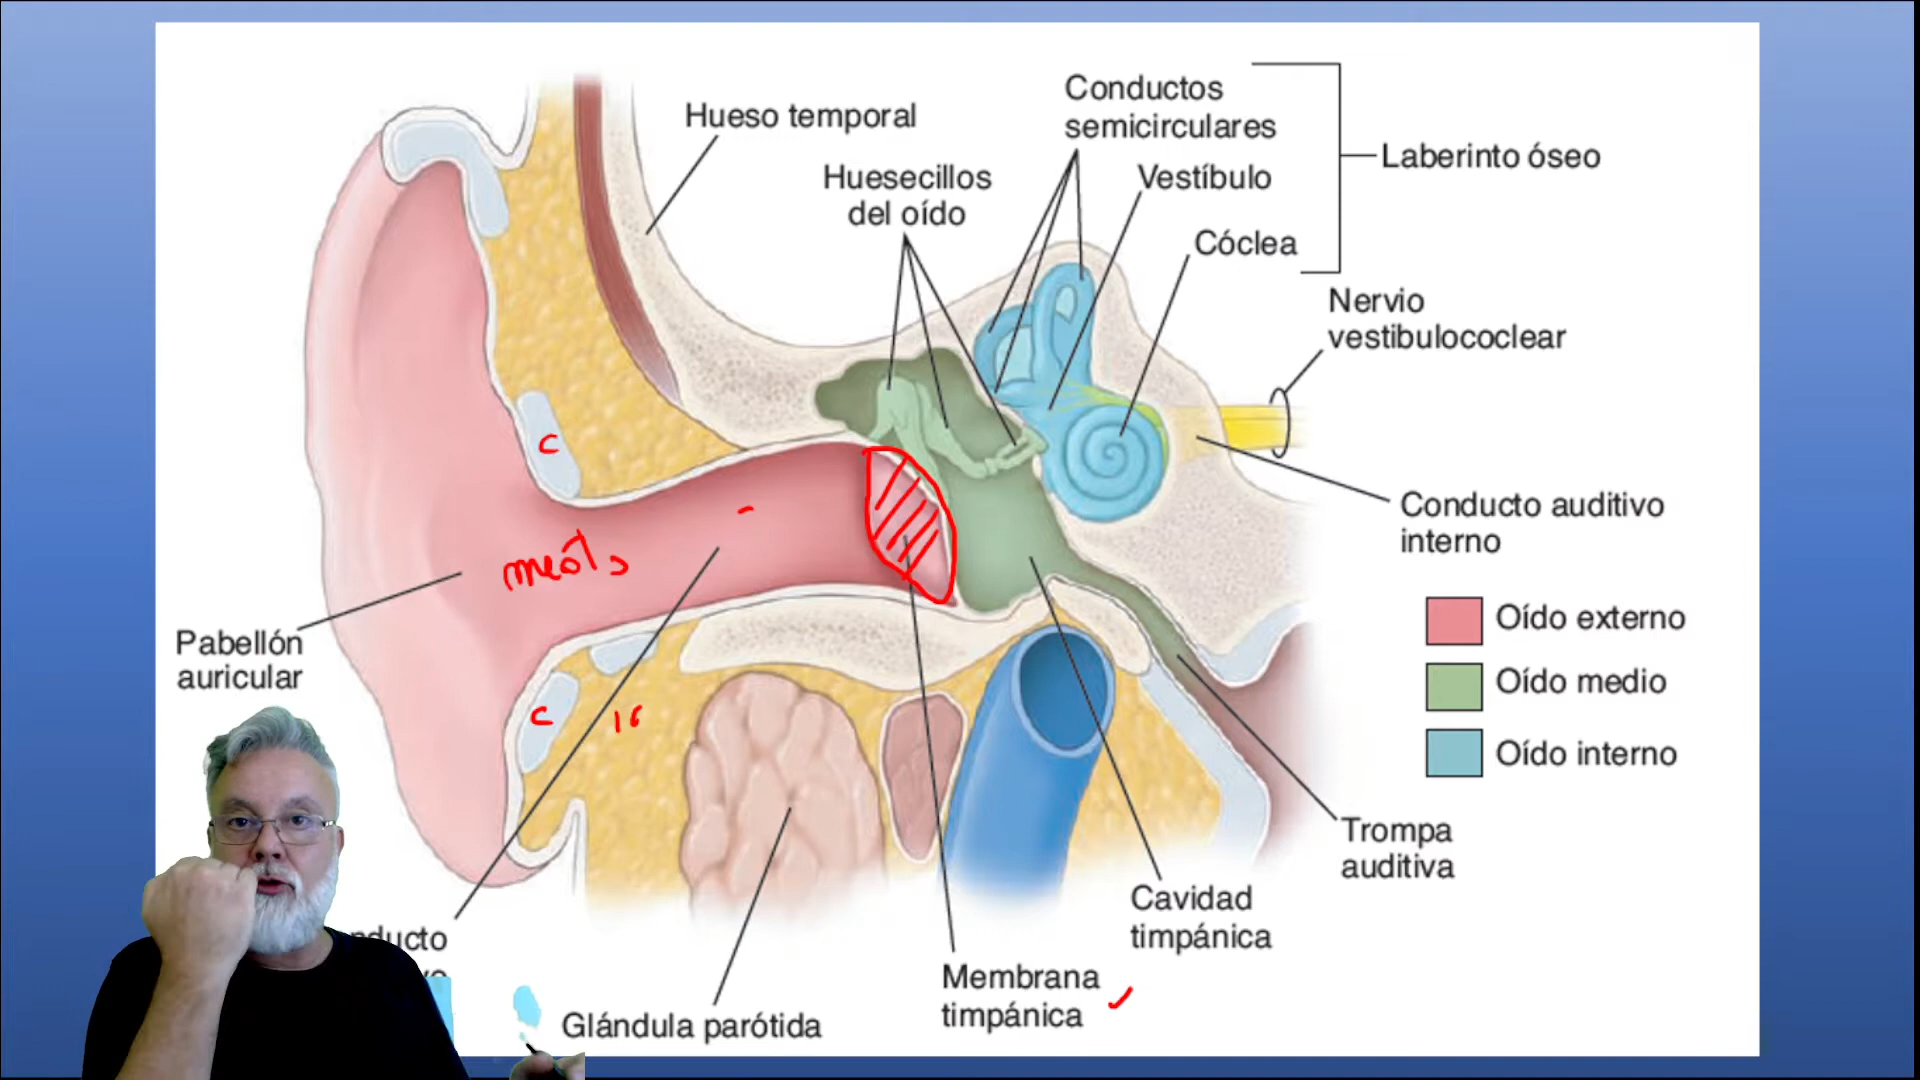 Hueso temporal
Conductos
semicirculares
Huesecillos
del oído
Vestíbulo
Laberinto óseo
Cóclea
Nervio
vestibulococlear
C
Conducto auditivo
interno
Pabellón
auricular
C
Oído externo
Oído medio
Oído interno
Trompa
auditiva
Cavidad
timpánica
Membrana
timpánica
Glándula parótida